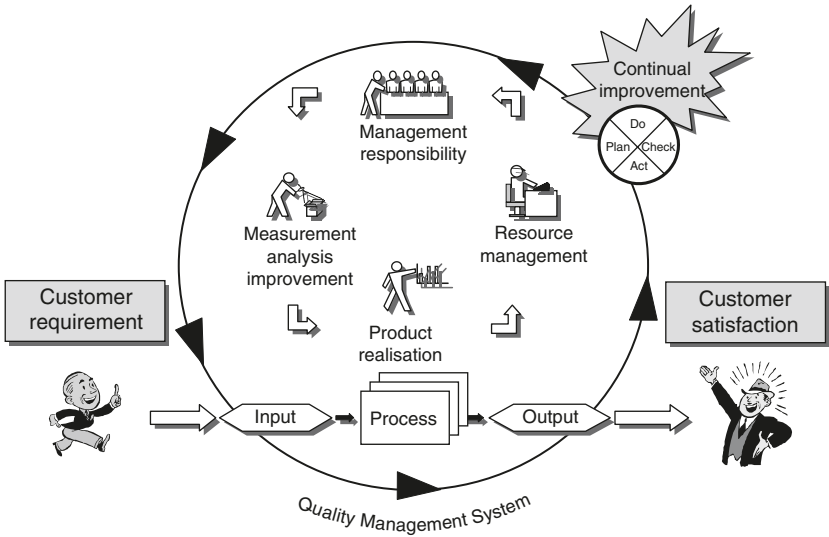 Continual
improvement
Do
Plan Check
Act
Management
responsibility
Measurement
analysis
improvement
Resource
management
Product
realisation
Customer
requirement
Customer
satisfaction
Input
Process
Output
Quality Management System